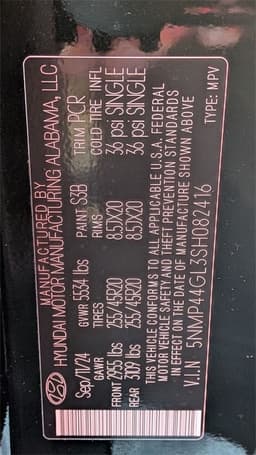 MANUFACTURED BY
HYUNDAI MOTOR MANUFACTURING ALABAMA, LLC
Sep/11/24 GVWR 5534 lbs PAINT S3B TRIM PCR
GAWR TIRES RIMS COLD TIRE INFL
FRONT 2955 lbs 255/45R20 8.5JX20 36 psi SINGLE
REAR 3109 lbs 255/45R20 8.5JX20 36 psi SINGLE
THIS VEHICLE CONFORMS TO ALL APPLICABLE U.S.A. FEDERAL
MOTOR VEHICLE SAFETY AND THEFT PREVENTION STANDARDS
IN EFFECT ON THE DATE OF MANUFACTURE SHOWN ABOVE
V.I.N 5NMP44GL3SH082416 TYPE: MPV